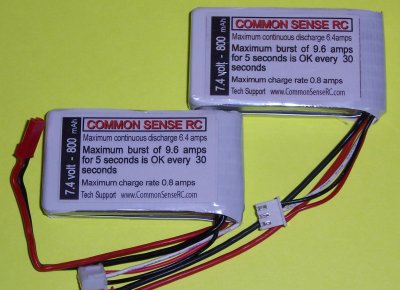 COMMON SENSE RC
Maximum continuous discharge 6.4amps
Maximum burst of 9.6 amps
for 5 seconds is OK every 30
seconds
Maximum charge rate 0.8 amps
Tech Support www.CommonSenseRC.com
7.4 volt - 800 mAh
COMMON SENSE RC
Maximum continuous discharge 6.4 amps
Maximum burst of 9.6 amps
for 5 seconds is OK every 30
seconds
Maximum charge rate 0.8 amps
Tech Support www.CommonSenseRC.com
7.4 volt - 800 mAh